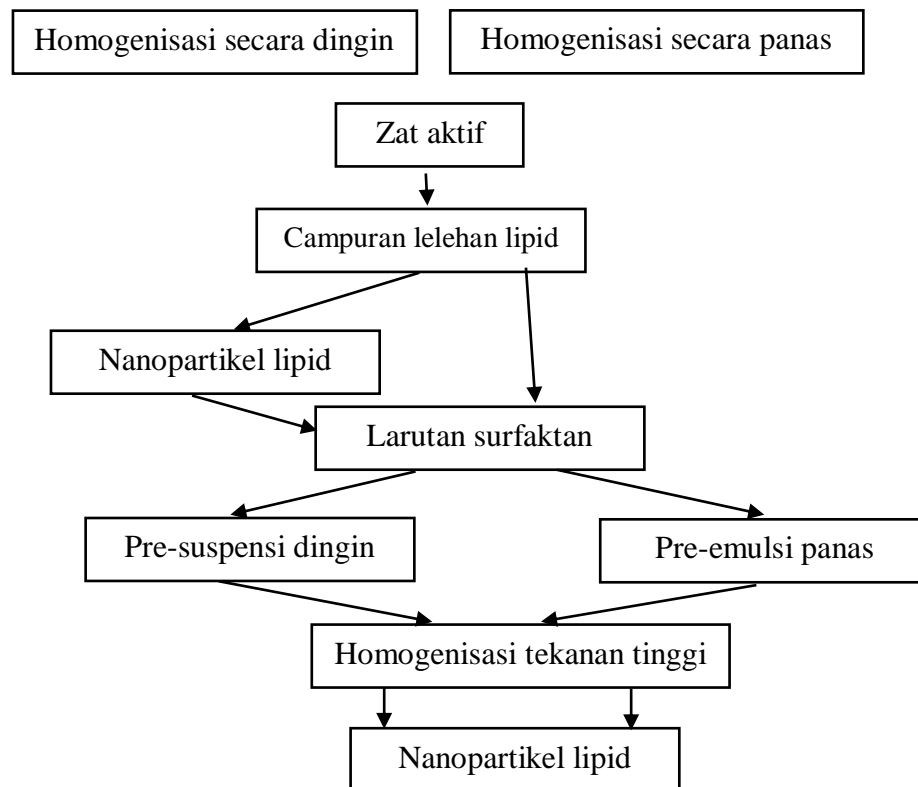 Homogenisasi secara dingin
Homogenisasi secara panas
Zat aktif
Campuran lelehan lipid
Nanopartikel lipid
Larutan surfaktan
Pre-suspensi dingin
Pre-emulsi panas
Homogenisasi tekanan tinggi
Nanopartikel lipid